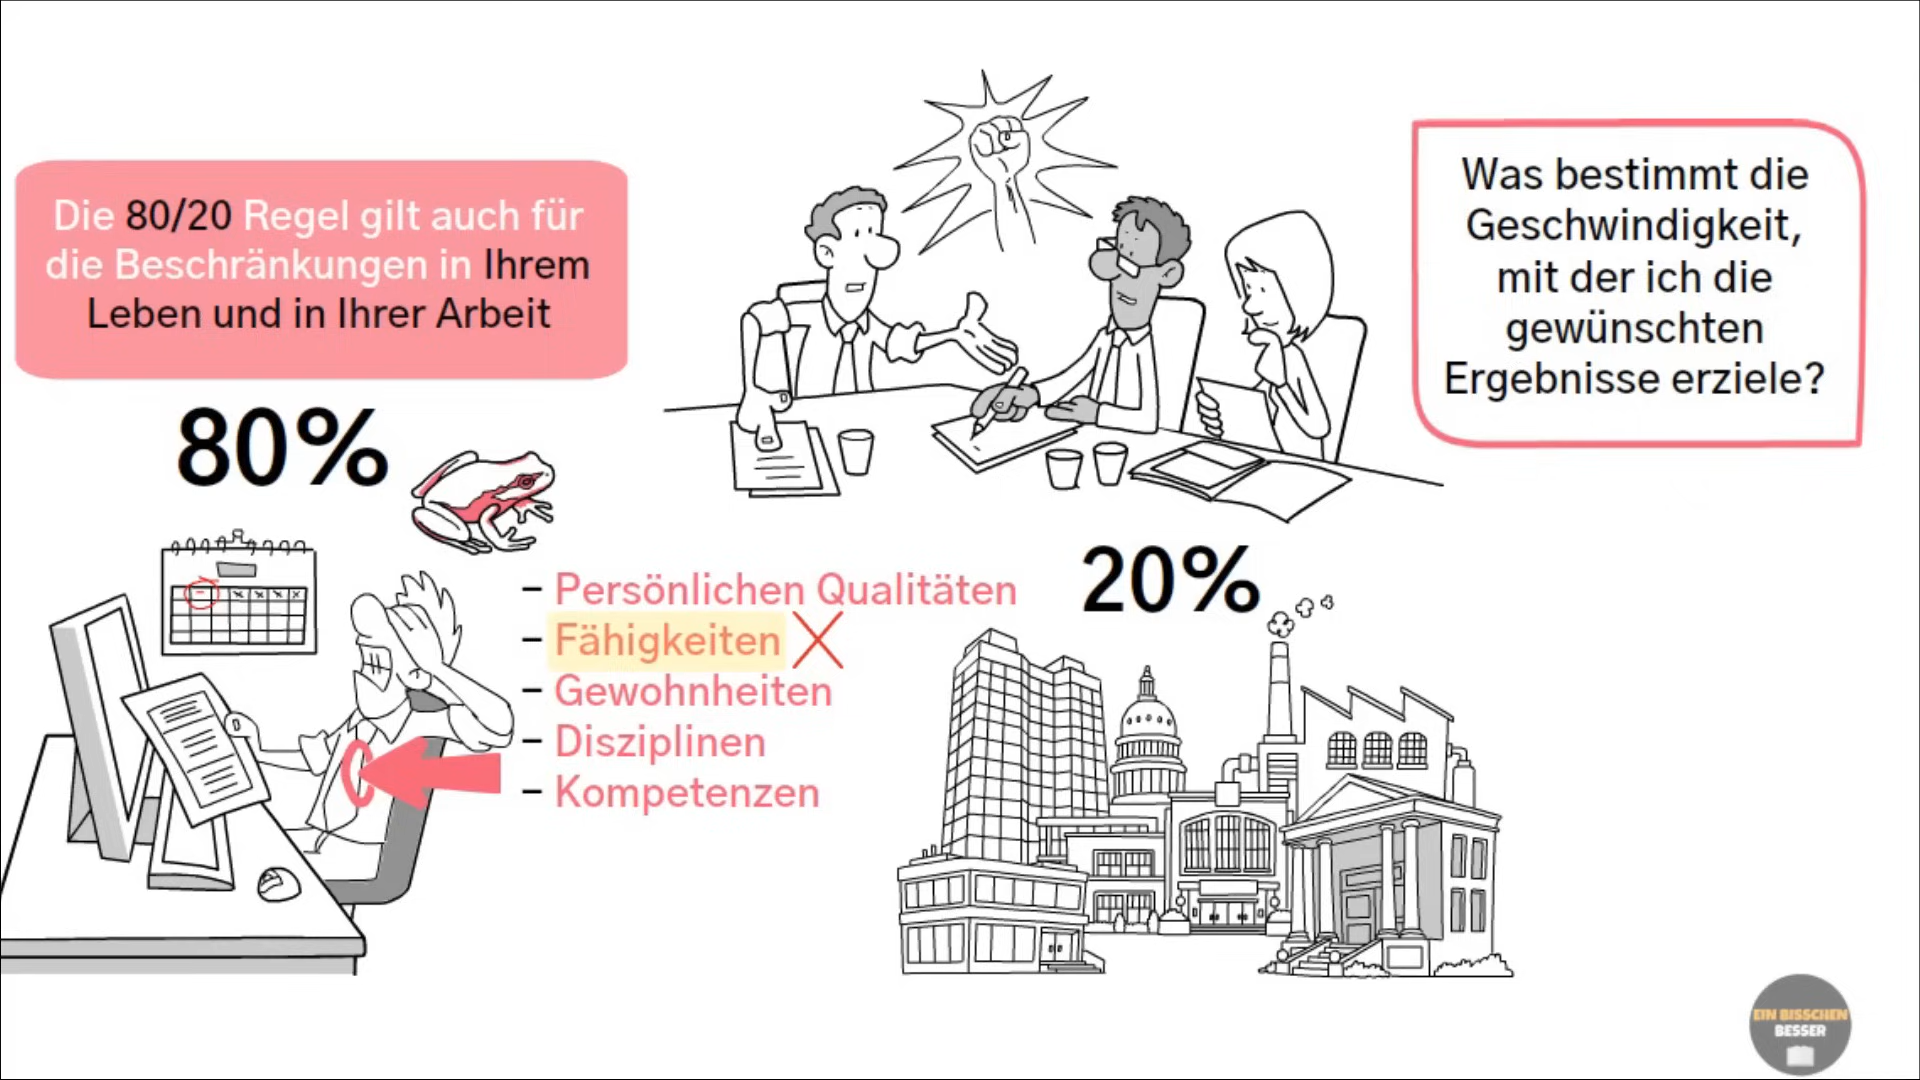 Die 80/20 Regel gilt auch für
die Beschränkungen in Ihrem
Leben und in Ihrer Arbeit
Was bestimmt die
Geschwindigkeit,
mit der ich die
gewünschten
Ergebnisse erziele?
80%
- Persönlichen Qualitäten
- Fähigkeiten
- Gewohnheiten
- Disziplinen
- Kompetenzen
20%
EIN BISSCHEN
BESSER